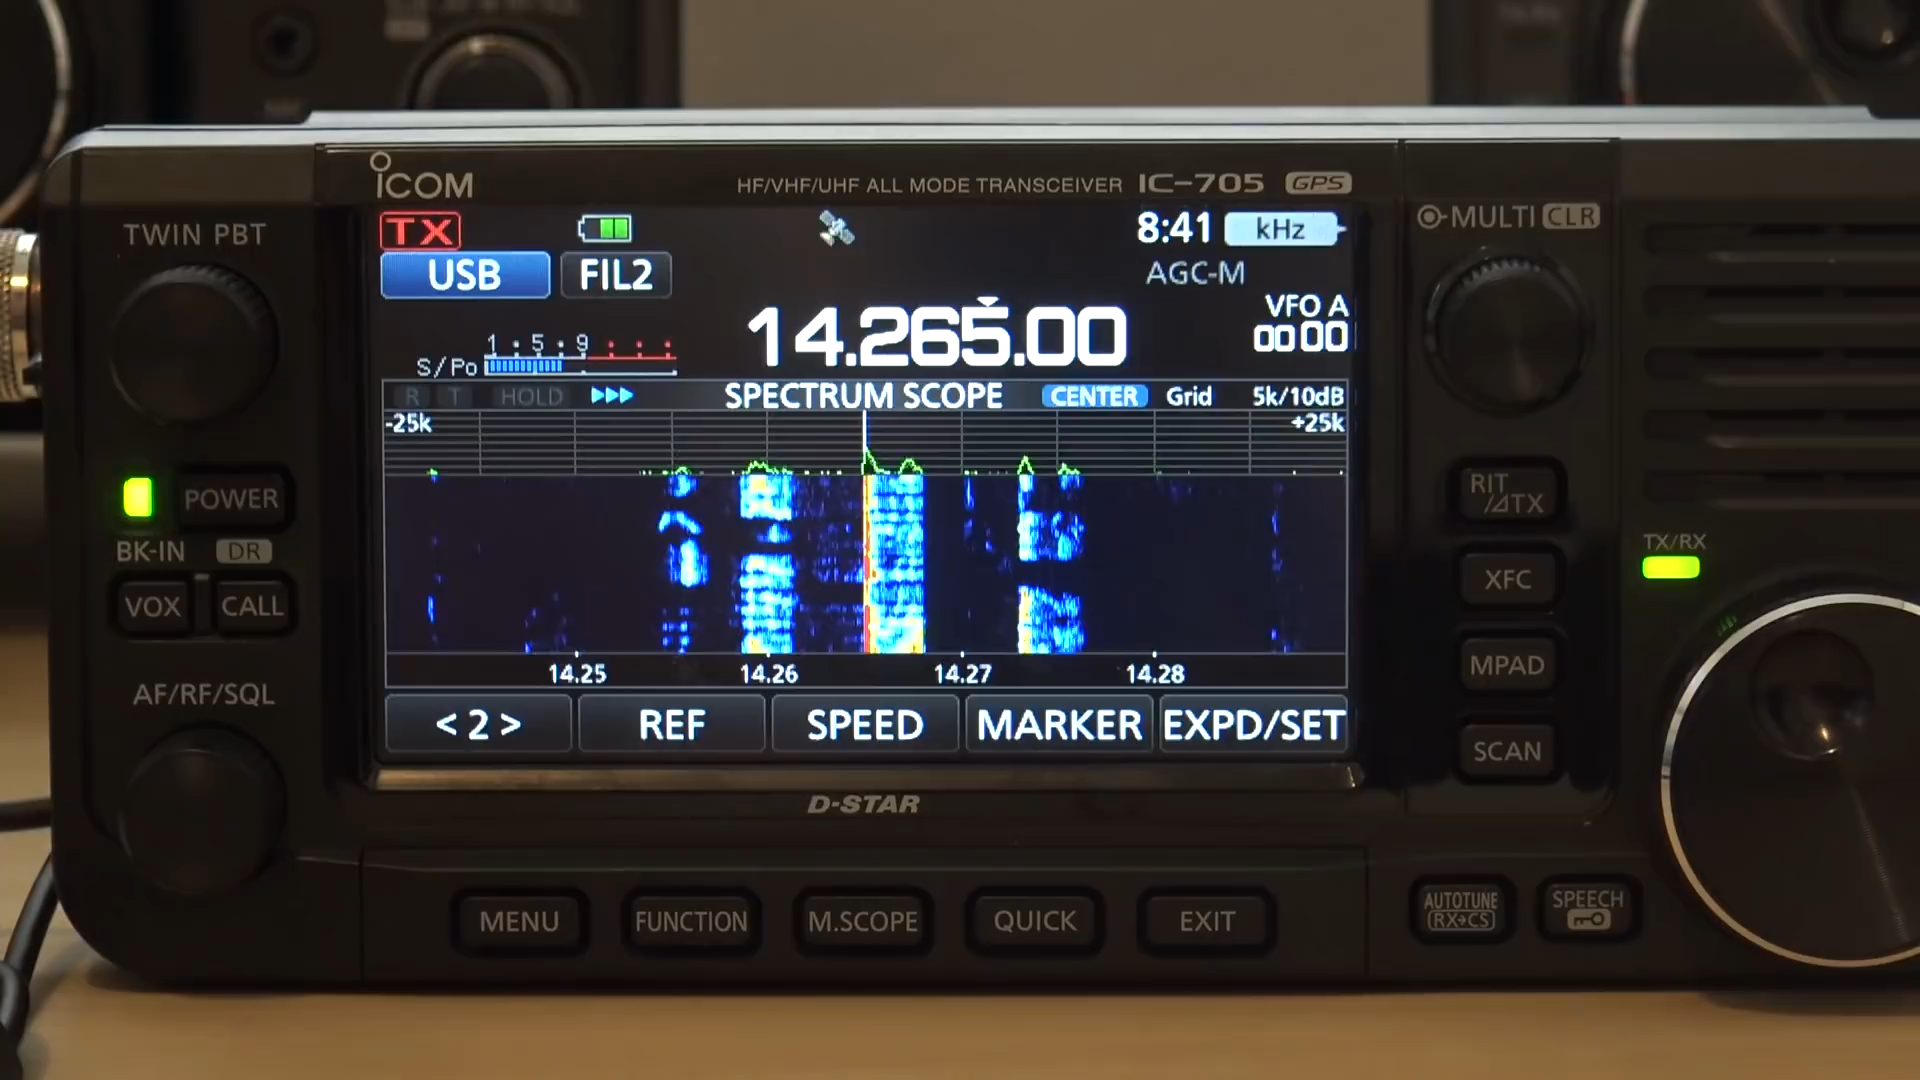 ICOM
HF/VHF/UHF ALL MODE TRANSCEIVER IC-705 GPS
TWIN PBT
TX
8:41 kHz
USB FIL2
AGC-M
14.265.00
VFO A
00 00
S/Po 1 5 9
R T HOLD SPECTRUM SCOPE CENTER Grid 5k/10dB
-25k +25k
14.25 14.26 14.27 14.28
< 2 > REF SPEED MARKER EXPD/SET
D-STAR
POWER
BK-IN DR
VOX CALL
AF/RF/SQL
MULTI CLR
RIT
/⊿TX
XFC
MPAD
SCAN
TX/RX
MENU FUNCTION M.SCOPE QUICK EXIT
AUTOTUNE
RX→CS
SPEECH